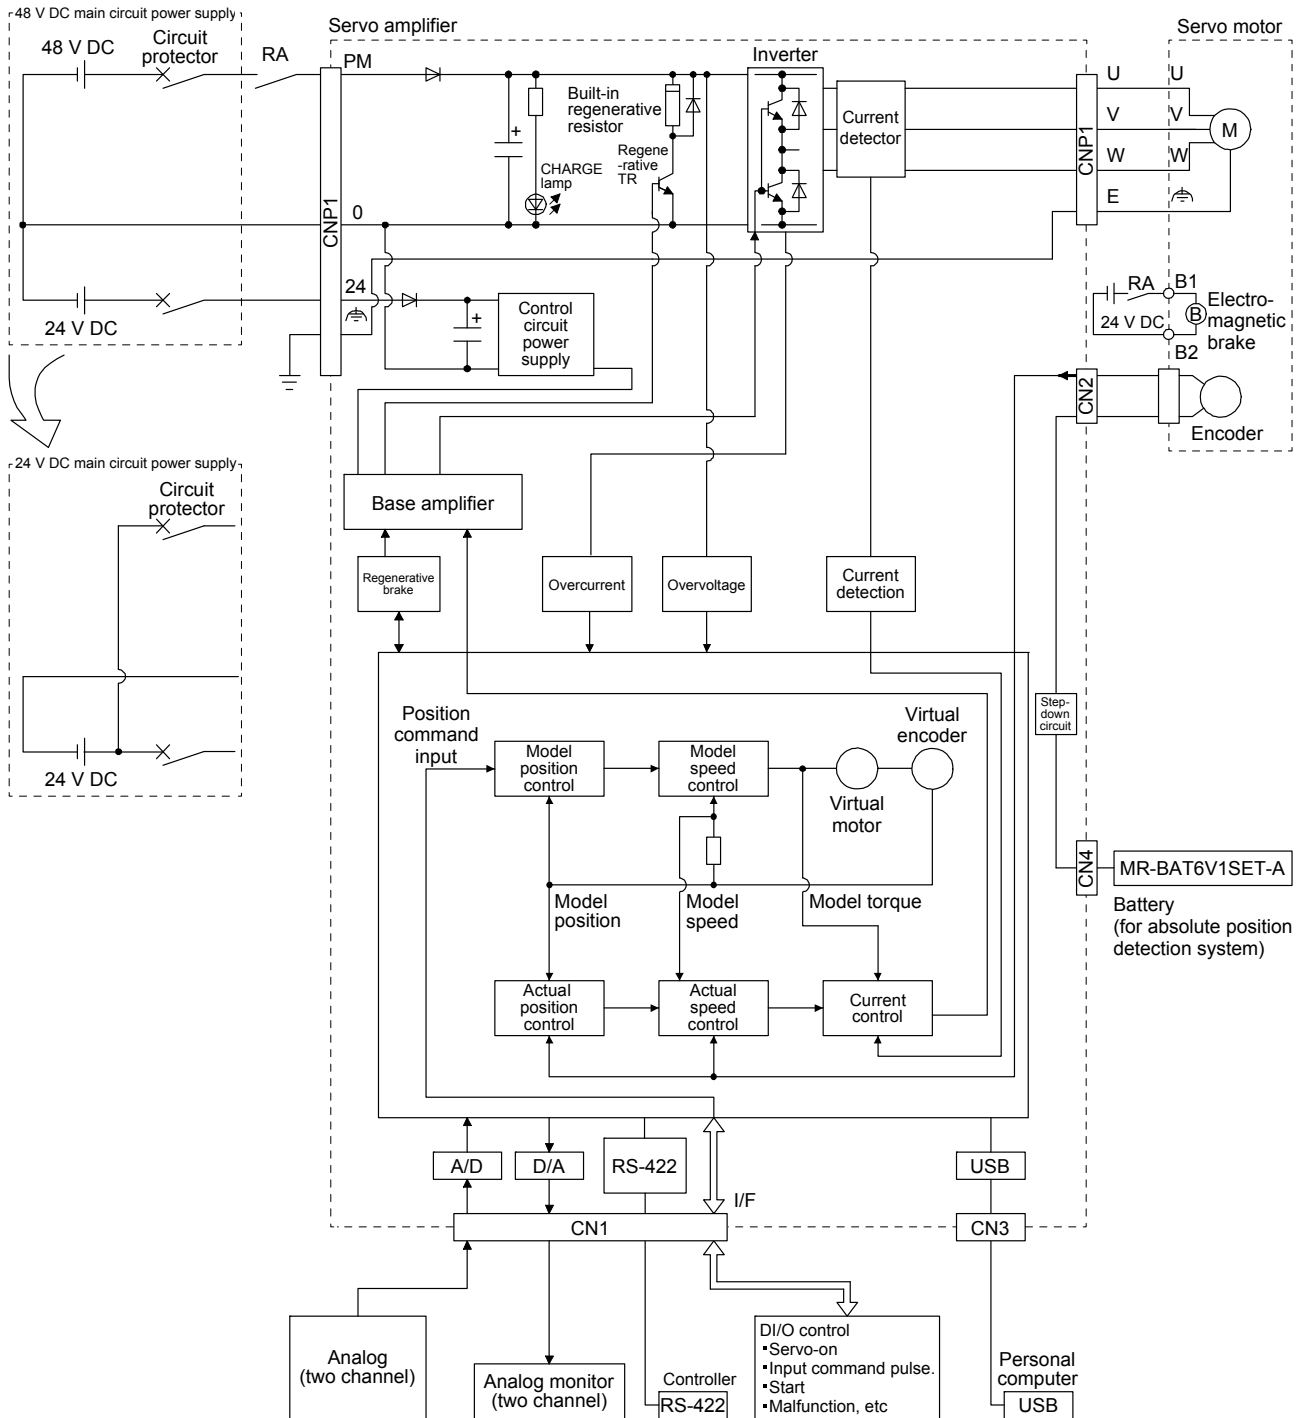 48 V DC main circuit power supply
48 V DC
Circuit
protector
RA
24 V DC
24 V DC main circuit power supply
Circuit
protector
24 V DC
Servo amplifier
CNP1
PM
0
24
CHARGE
lamp
Built-in
regenerative
resistor
Regene
-rative
TR
Inverter
Current
detector
Control
circuit
power
supply
CNP1
U
V
W
E
Servo motor
U
V
W
M
RA
24 V DC
B1
B
B2
Electro-
magnetic
brake
CN2
Encoder
Base amplifier
Regenerative
brake
Overcurrent
Overvoltage
Current
detection
Step-
down
circuit
Position
command
input
Model
position
control
Model
speed
control
Virtual
motor
Virtual
encoder
Model
position
Model
speed
Model torque
Actual
position
control
Actual
speed
control
Current
control
CN4
MR-BAT6V1SET-A
Battery
(for absolute position
detection system)
A/D
D/A
RS-422
I/F
USB
CN1
CN3
Analog
(two channel)
Analog monitor
(two channel)
Controller
RS-422
DI/O control
▪Servo-on
▪Input command pulse.
▪Start
▪Malfunction, etc
Personal
computer
USB
+
+